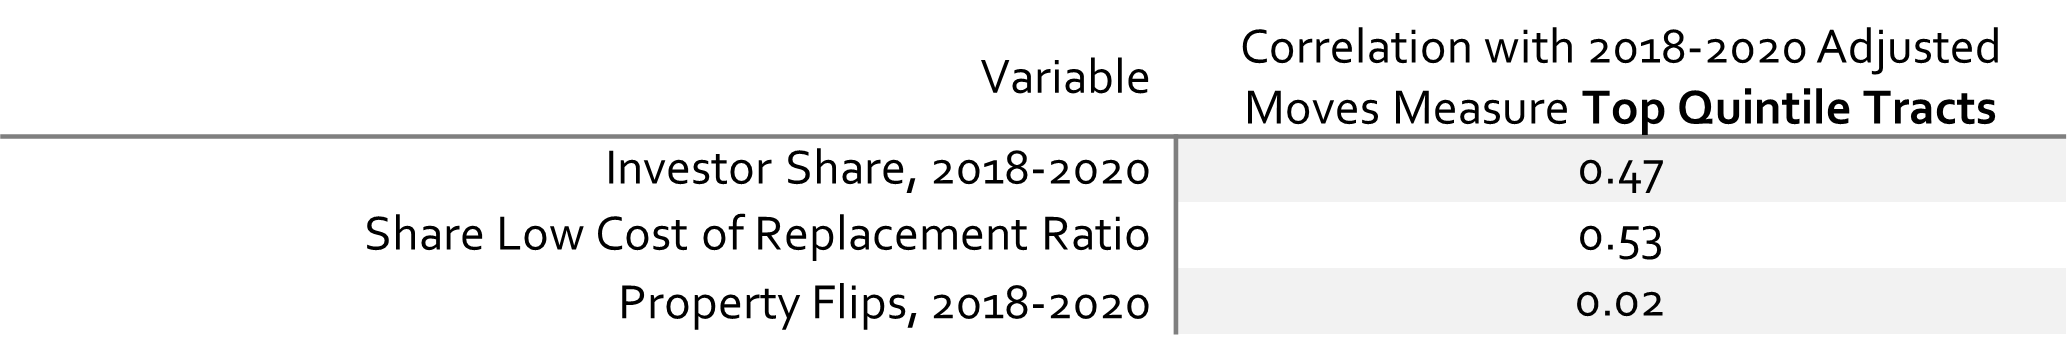 Variable
Correlation with 2018-2020 Adjusted
Moves Measure Top Quintile Tracts
Investor Share, 2018-2020
0.47
Share Low Cost of Replacement Ratio
0.53
Property Flips, 2018-2020
0.02